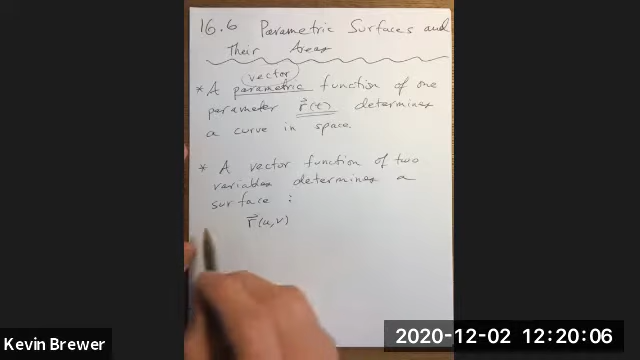 16.6 Parametric Surfaces and
Their Areas
(vector)
* A parametric function of one
parameter r⃗(t) determines
a curve in space.
* A vector function of two
variables determines a
surface :
r⃗(u,v)
Kevin Brewer
2020-12-02 12:20:06